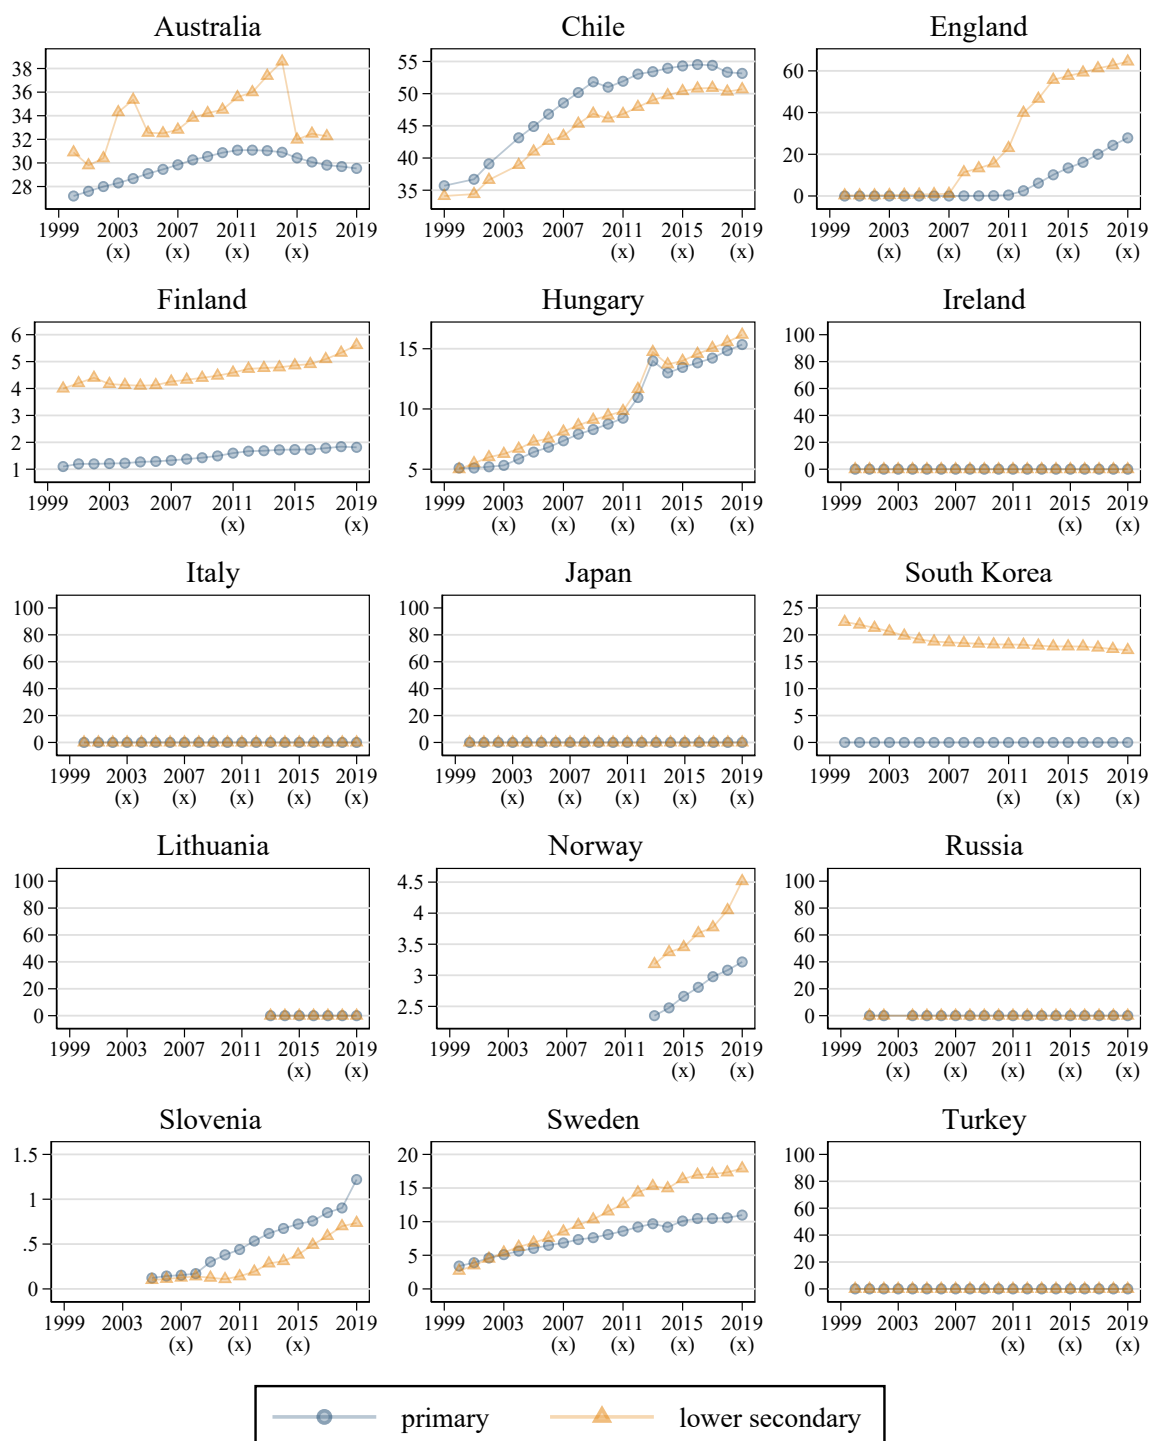 Australia Chile England
38 36 34 32 30 28
55 50 45 40 35
60 40 20 0
1999 2003 2007 2011 2015 2019 1999 2003 2007 2011 2015 2019 1999 2003 2007 2011 2015 2019
(x) (x) (x) (x) (x) (x) (x) (x) (x) (x) (x) (x)
Finland Hungary Ireland
6 5 4 3 2 1
15 10 5
100 80 60 40 20 0
1999 2003 2007 2011 2015 2019 1999 2003 2007 2011 2015 2019 1999 2003 2007 2011 2015 2019
(x) (x) (x) (x) (x) (x) (x) (x) (x)
Italy Japan South Korea
100 80 60 40 20 0
100 80 60 40 20 0
25 20 15 10 5 0
1999 2003 2007 2011 2015 2019 1999 2003 2007 2011 2015 2019 1999 2003 2007 2011 2015 2019
(x) (x) (x) (x) (x) (x) (x) (x) (x) (x) (x) (x) (x)
Lithuania Norway Russia
100 80 60 40 20 0
4.5 4 3.5 3 2.5
100 80 60 40 20 0
1999 2003 2007 2011 2015 2019 1999 2003 2007 2011 2015 2019 1999 2003 2007 2011 2015 2019
(x) (x) (x) (x) (x) (x) (x) (x) (x)
Slovenia Sweden Turkey
1.5 1 .5 0
20 15 10 5 0
100 80 60 40 20 0
1999 2003 2007 2011 2015 2019 1999 2003 2007 2011 2015 2019 1999 2003 2007 2011 2015 2019
(x) (x) (x) (x) (x) (x) (x) (x) (x)
primary lower secondary